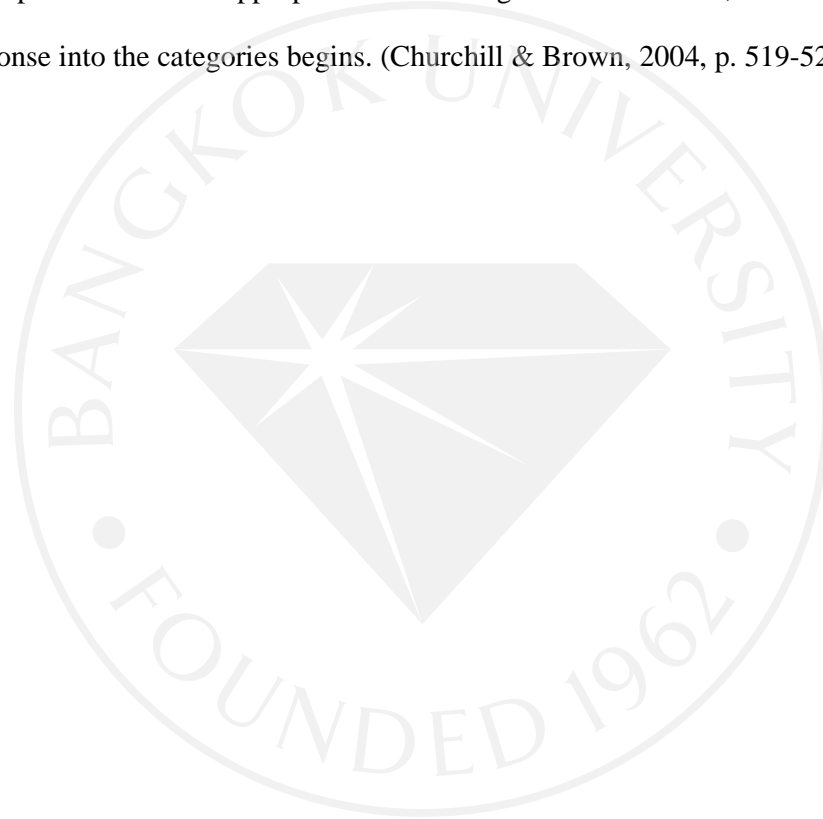 onse into the categories begins. (Churchill & Brown, 2004, p. 519-52
BANGKOK UNIVERSITY
FOUNDED 1962